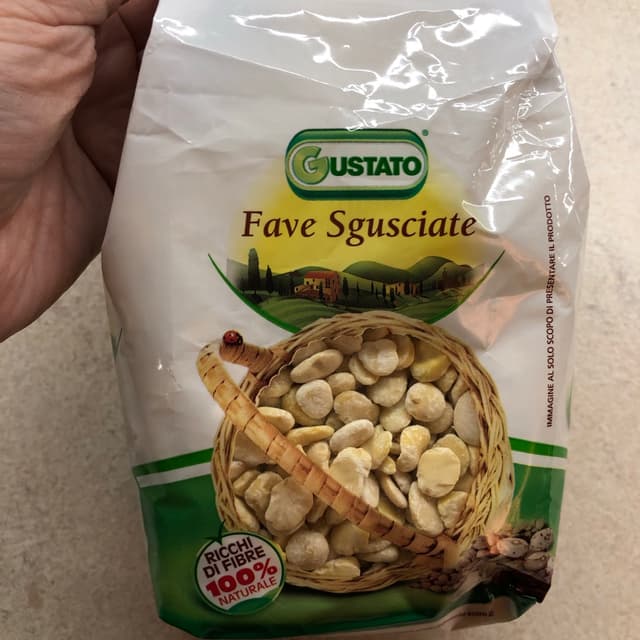 GUSTATO
Fave Sgusciate
IMMAGINE AL SOLO SCOPO DI PRESENTARE IL PRODOTTO
RICCHI
DI FIBRE
100%
NATURALE